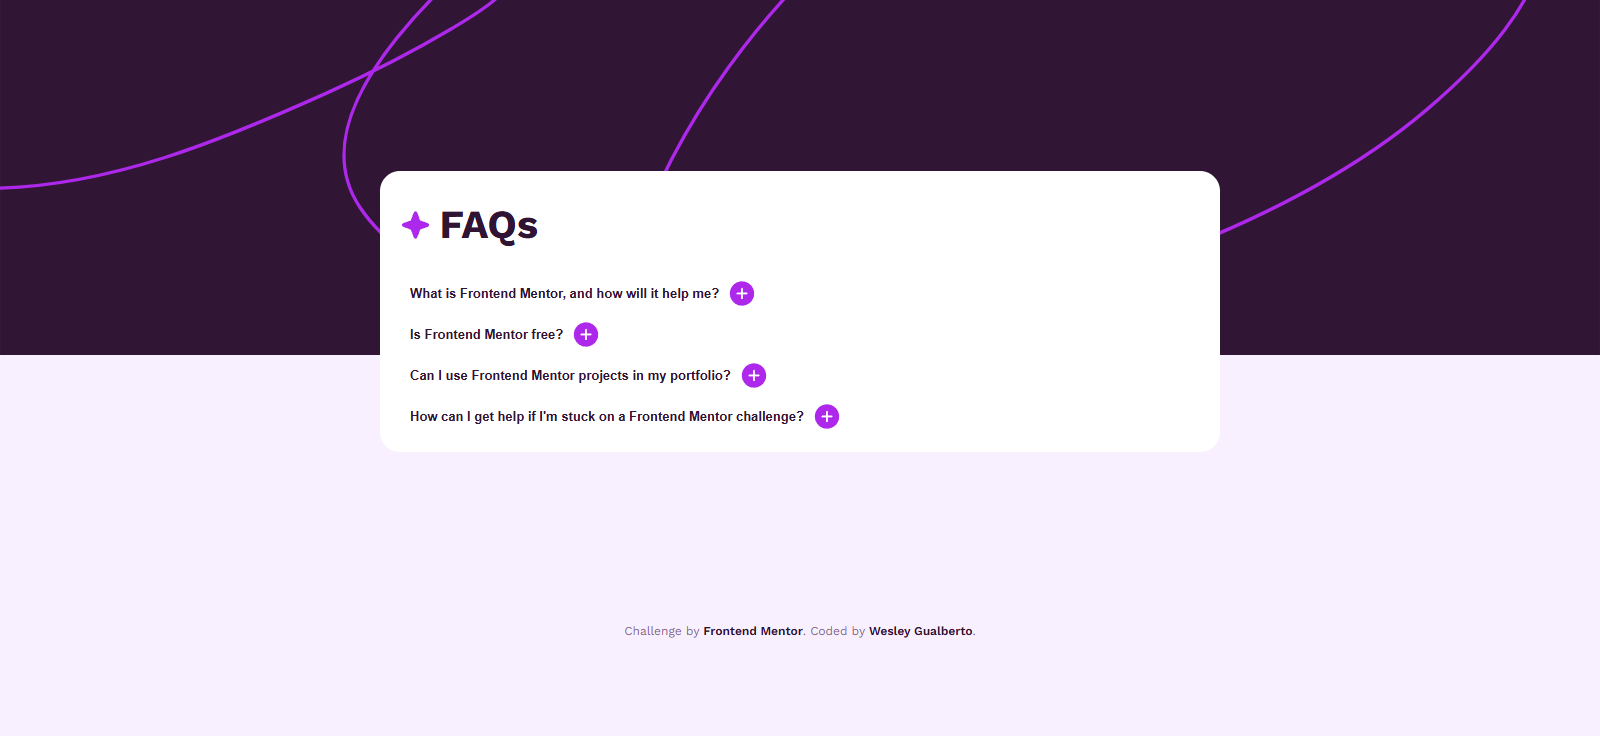 FAQs
What is Frontend Mentor, and how will it help me?
Is Frontend Mentor free?
Can I use Frontend Mentor projects in my portfolio?
How can I get help if I'm stuck on a Frontend Mentor challenge?
Challenge by Frontend Mentor. Coded by Wesley Gualberto.